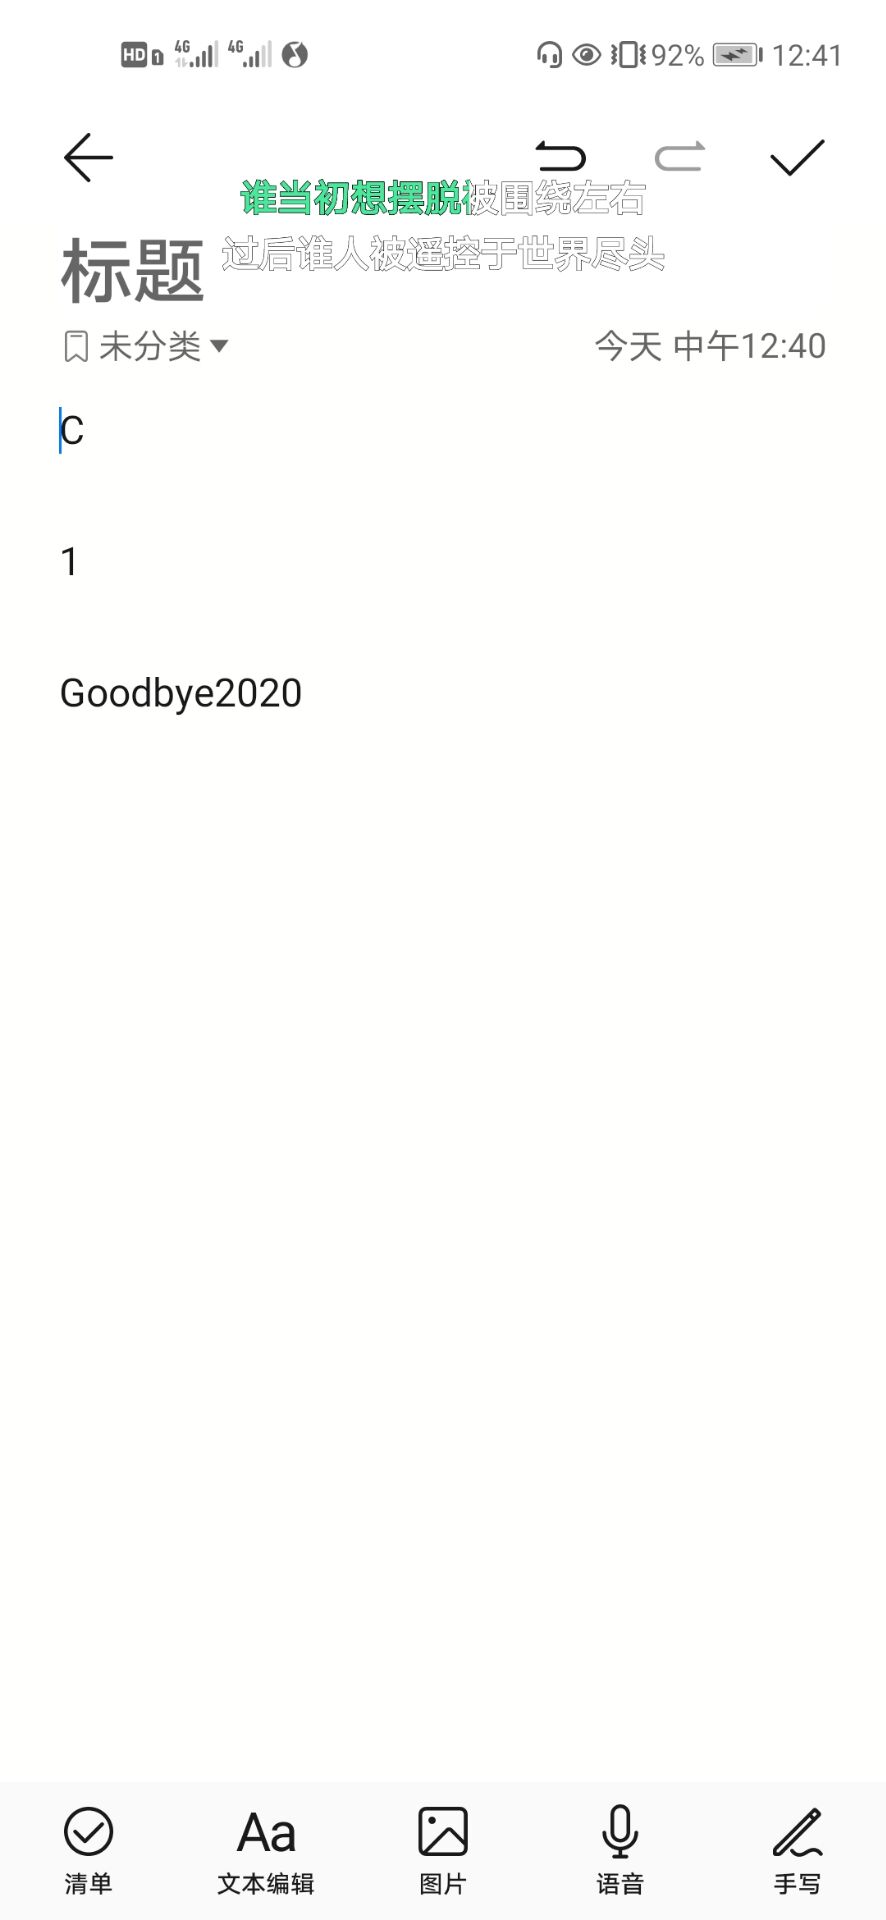 HD 1 4G 4G 92% 12:41
谁当初想摆脱被围绕左右
过后谁人被遥控于世界尽头
标题
未分类 今天 中午12:40
C
1
Goodbye2020
Aa
清单 文本编辑 图片 语音 手写